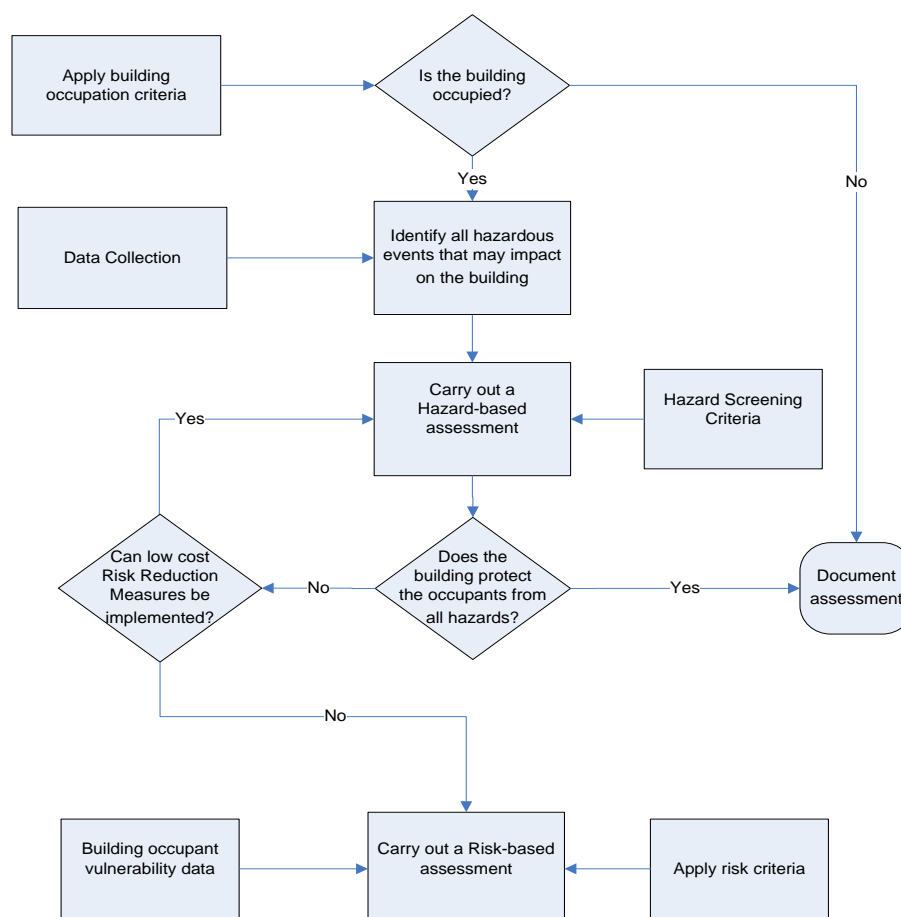 Apply building
occupation criteria
Is the building
occupied?
Yes
No
Data Collection
Identify all hazardous
events that may impact
on the building
Carry out a
Hazard-based
assessment
Hazard Screening
Criteria
Yes
Can low cost
Risk Reduction
Measures be
implemented?
No
Does the
building protect
the occupants from
all hazards?
Yes
Document
assessment
No
Building occupant
vulnerability data
Carry out a Risk-based
assessment
Apply risk criteria